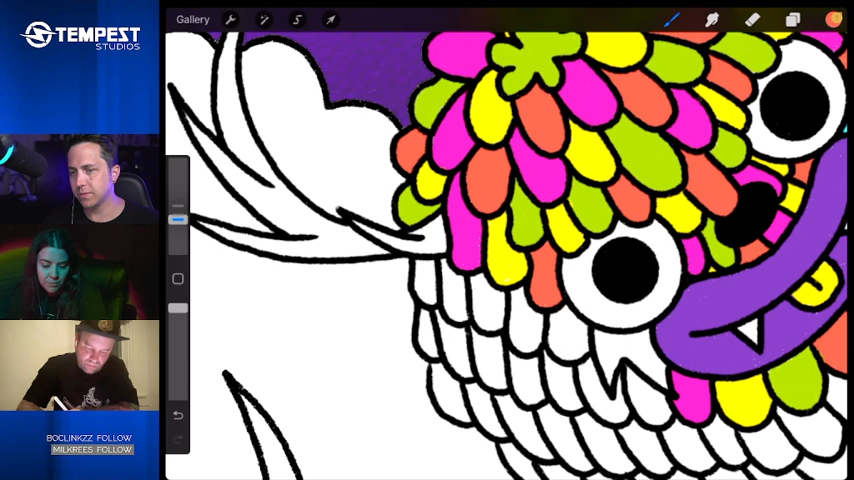 TEMPEST
STUDIOS
Gallery
BOCLINKZZ FOLLOW
MILKREES FOLLOW